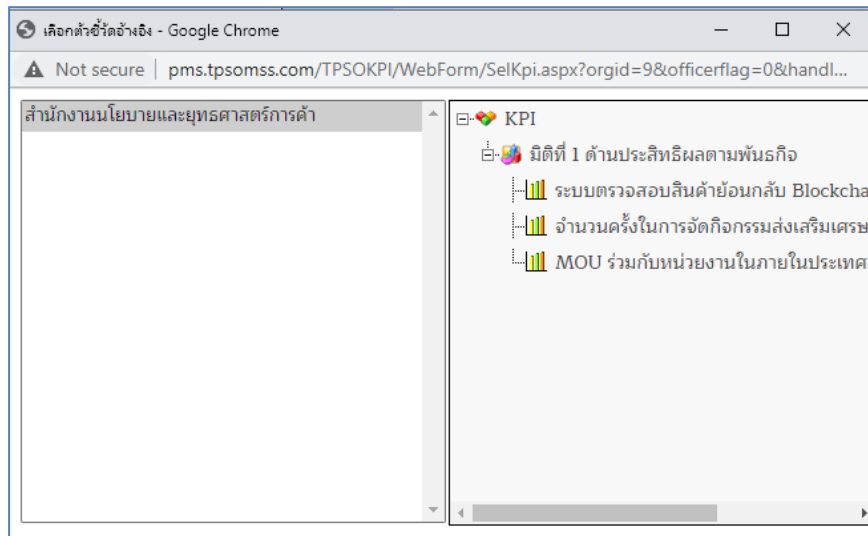 เลือกตัวชี้วัดอ้างอิง - Google Chrome
Not secure | pms.tpsomss.com/TPSOKPI/WebForm/SelKpi.aspx?orgid=9&officerflag=0&handl...
สำนักงานนโยบายและยุทธศาสตร์การค้า
KPI
มิติที่ 1 ด้านประสิทธิผลตามพันธกิจ
ระบบตรวจสอบสินค้าย้อนกลับ Blockcha
จำนวนครั้งในการจัดกิจกรรมส่งเสริมเศรษ
MOU ร่วมกับหน่วยงานในภายในประเทศ